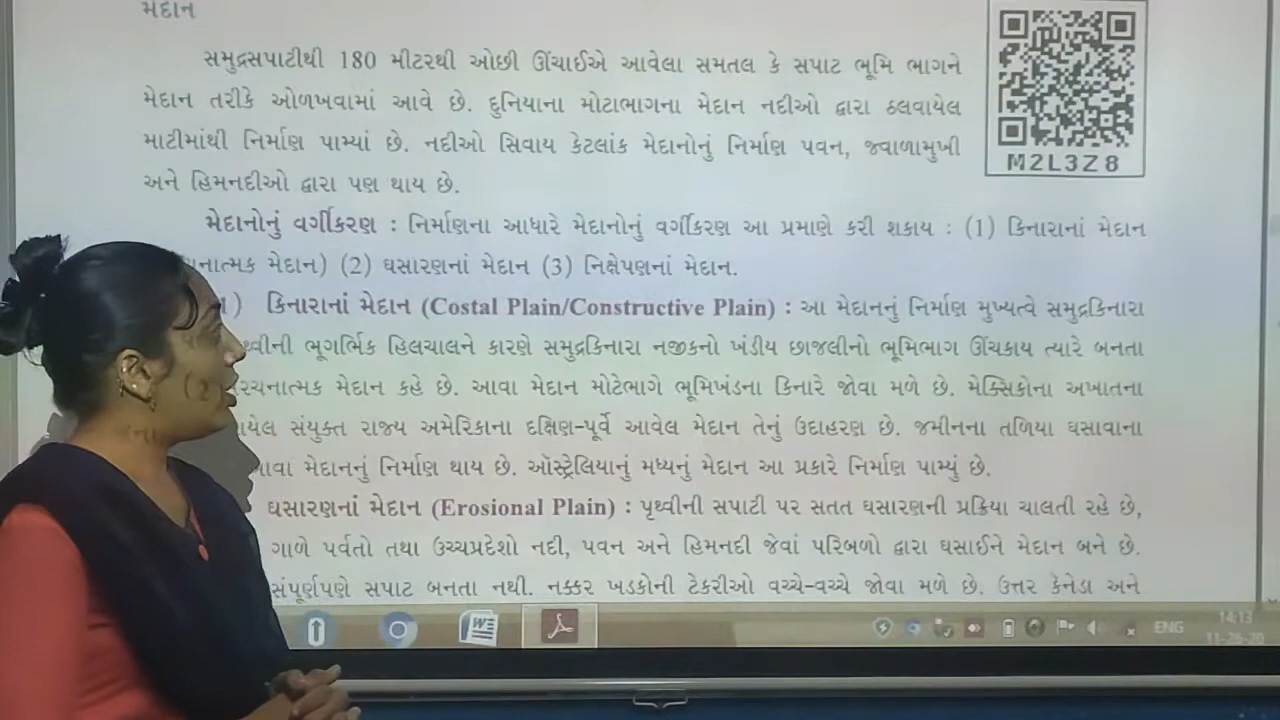 મેદાન
સમુદ્રસપાટીથી 180 મીટરથી ઓછી ઊંચાઈએ આવેલા સમતલ કે સપાટ ભૂમિ ભાગને
મેદાન તરીકે ઓળખવામાં આવે છે. દુનિયાના મોટાભાગના મેદાન નદીઓ દ્વારા ઠલવાયેલ
માટીમાંથી નિર્માણ પામ્યાં છે. નદીઓ સિવાય કેટલાંક મેદાનોનું નિર્માણ પવન, જ્વાળામુખી
અને હિમનદીઓ દ્વારા પણ થાય છે.
M2L3Z8
મેદાનોનું વર્ગીકરણ : નિર્માણના આધારે મેદાનોનું વર્ગીકરણ આ પ્રમાણે કરી શકાય : (1) કિનારાનાં મેદાન
મેદાન) (2) ઘસારણનાં મેદાન (3) નિક્ષેપણનાં મેદાન.
કિનારાનાં મેદાન (Costal Plain/Constructive Plain) : આ મેદાનનું નિર્માણ મુખ્યત્વે સમુદ્રકિનારા
ભૂગર્ભિક હિલચાલને કારણે સમુદ્રકિનારા નજીકનો ખંડીય છાજલીનો ભૂમિભાગ ઊંચકાય ત્યારે બનતા
મેદાન કહે છે. આવા મેદાન મોટેભાગે ભૂમિખંડના કિનારે જોવા મળે છે. મેક્સિકોના અખાતના
સંયુક્ત રાજ્ય અમેરિકાના દક્ષિણ-પૂર્વે આવેલ મેદાન તેનું ઉદાહરણ છે. જમીનના તળિયા ઘસાવાના
મેદાનનું નિર્માણ થાય છે. ઑસ્ટ્રેલિયાનું મધ્યનું મેદાન આ પ્રકારે નિર્માણ પામ્યું છે.
ઘસારણનાં મેદાન (Erosional Plain) : પૃથ્વીની સપાટી પર સતત ઘસારણની પ્રક્રિયા ચાલતી રહે છે,
ગાળે પર્વતો તથા ઉચ્ચપ્રદેશો નદી, પવન અને હિમનદી જેવાં પરિબળો દ્વારા ઘસાઈને મેદાન બને છે.
સંપૂર્ણપણે સપાટ બનતા નથી. નક્કર ખડકોની ટેકરીઓ વચ્ચે-વચ્ચે જોવા મળે છે. ઉત્તર કેનેડા અને
ENG
14:13